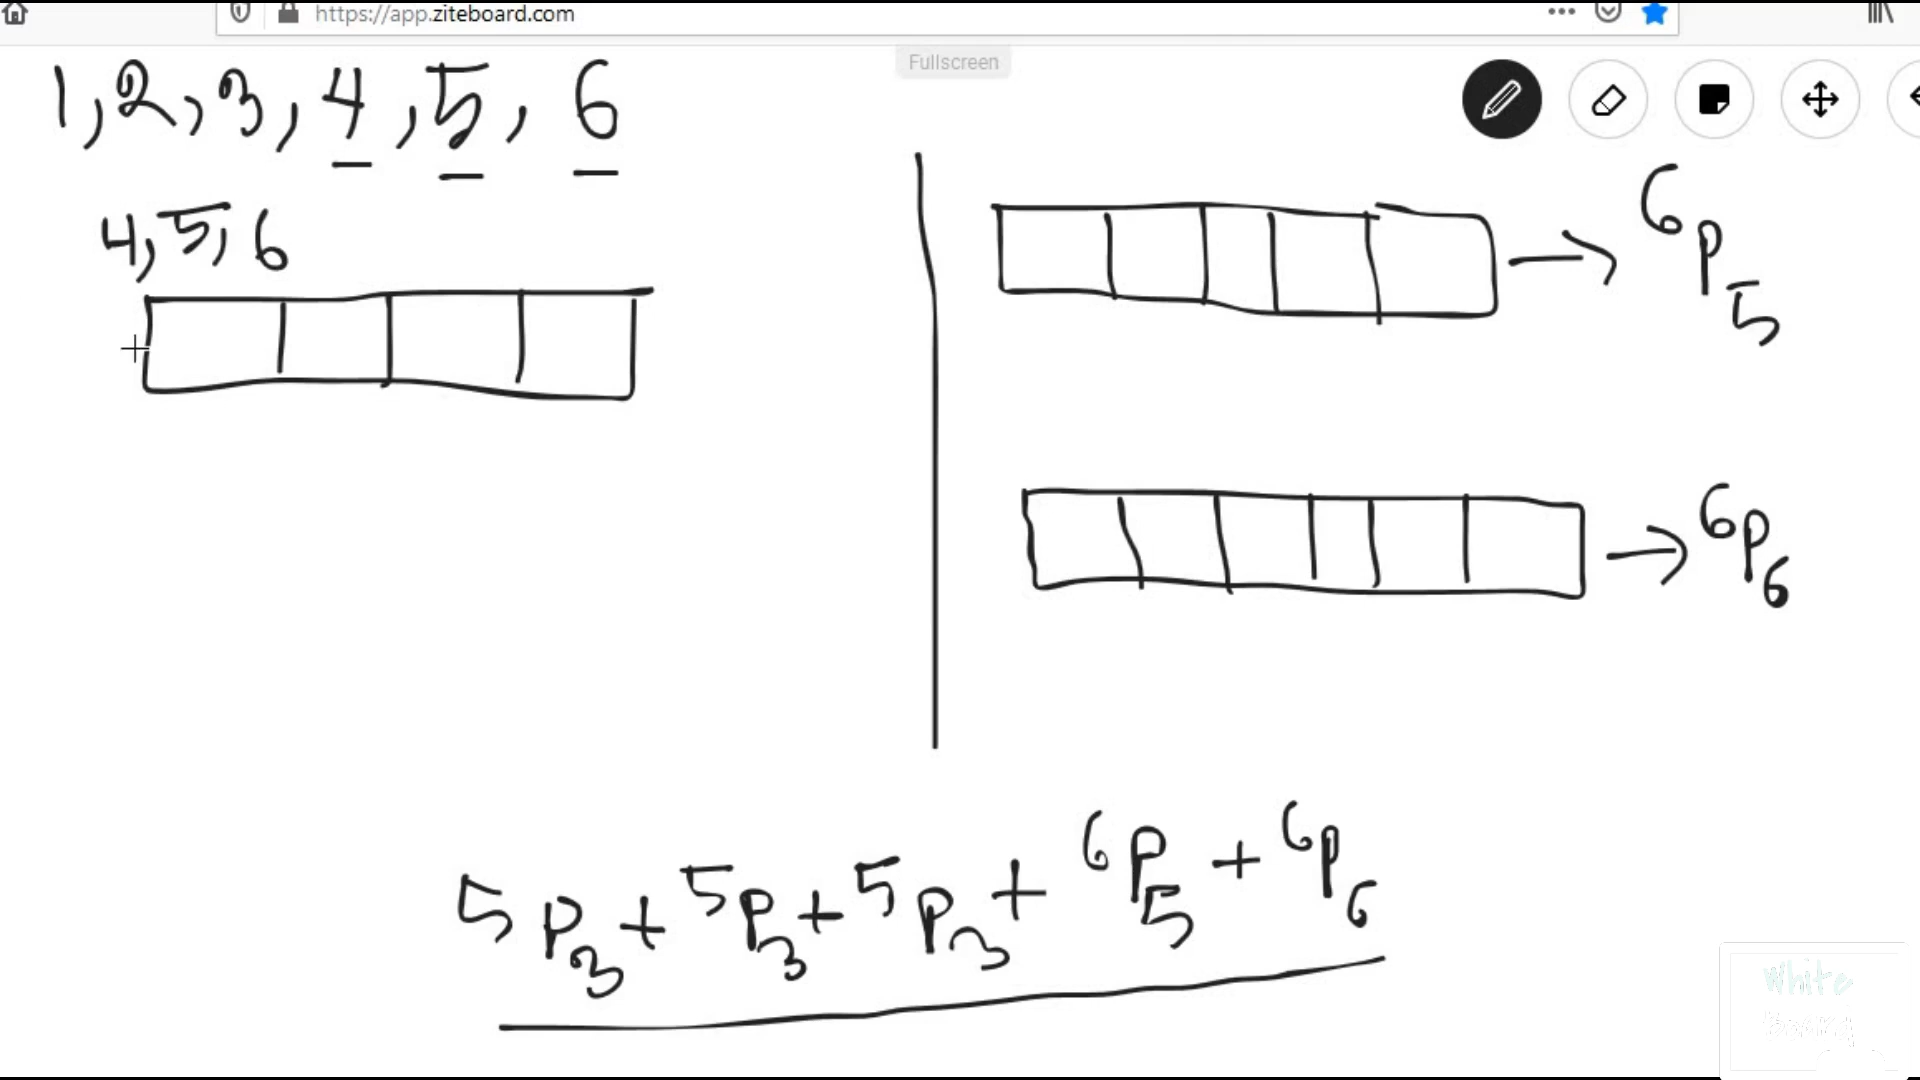 https://app.ziteboard.com
Fullscreen
1, 2, 3, 4, 5, 6
4, 5, 6
6P5
6P6
5P3 + 5P3 + 5P3 + 6P5 + 6P6
White